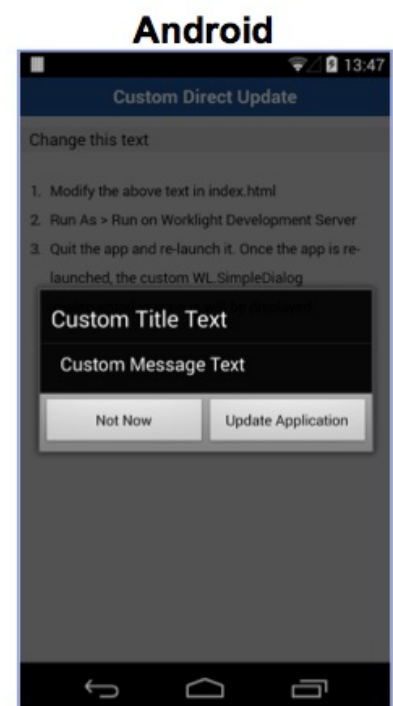 Android
13:47
Custom Direct Update
Change this text
1. Modify the above text in index.html
2. Run As > Run on Worklight Development Server
3. Quit the app and re-launch it. Once the app is re-
launched, the custom WL.SimpleDialog
Custom Title Text
Custom Message Text
Not Now
Update Application